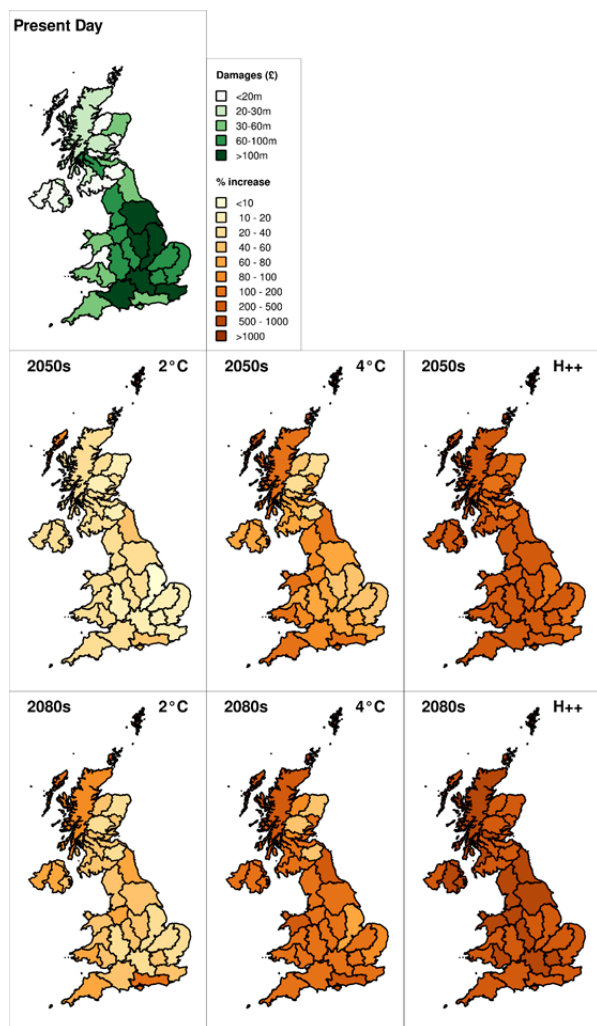 Present Day
Damages (£)
<20m
20-30m
30-60m
60-100m
>100m
% increase
<10
10 - 20
20 - 40
40 - 60
60 - 80
80 - 100
100 - 200
200 - 500
500 - 1000
>1000
2050s 2°C
2050s 4°C
2050s H++
2080s 2°C
2080s 4°C
2080s H++